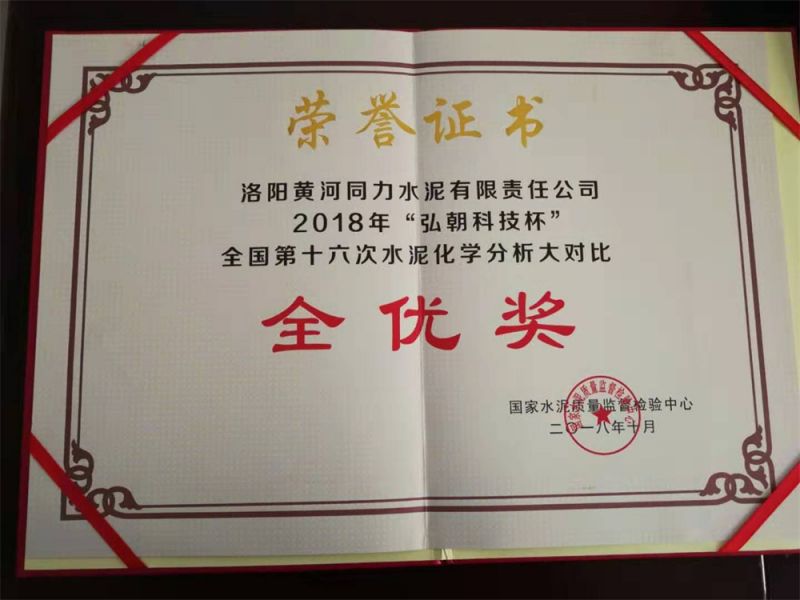 荣誉证书
洛阳黄河同力水泥有限责任公司
2018年“弘朝科技杯”
全国第十六次水泥化学分析大对比
全优奖
国家水泥质量监督检验中心
二〇一八年十月